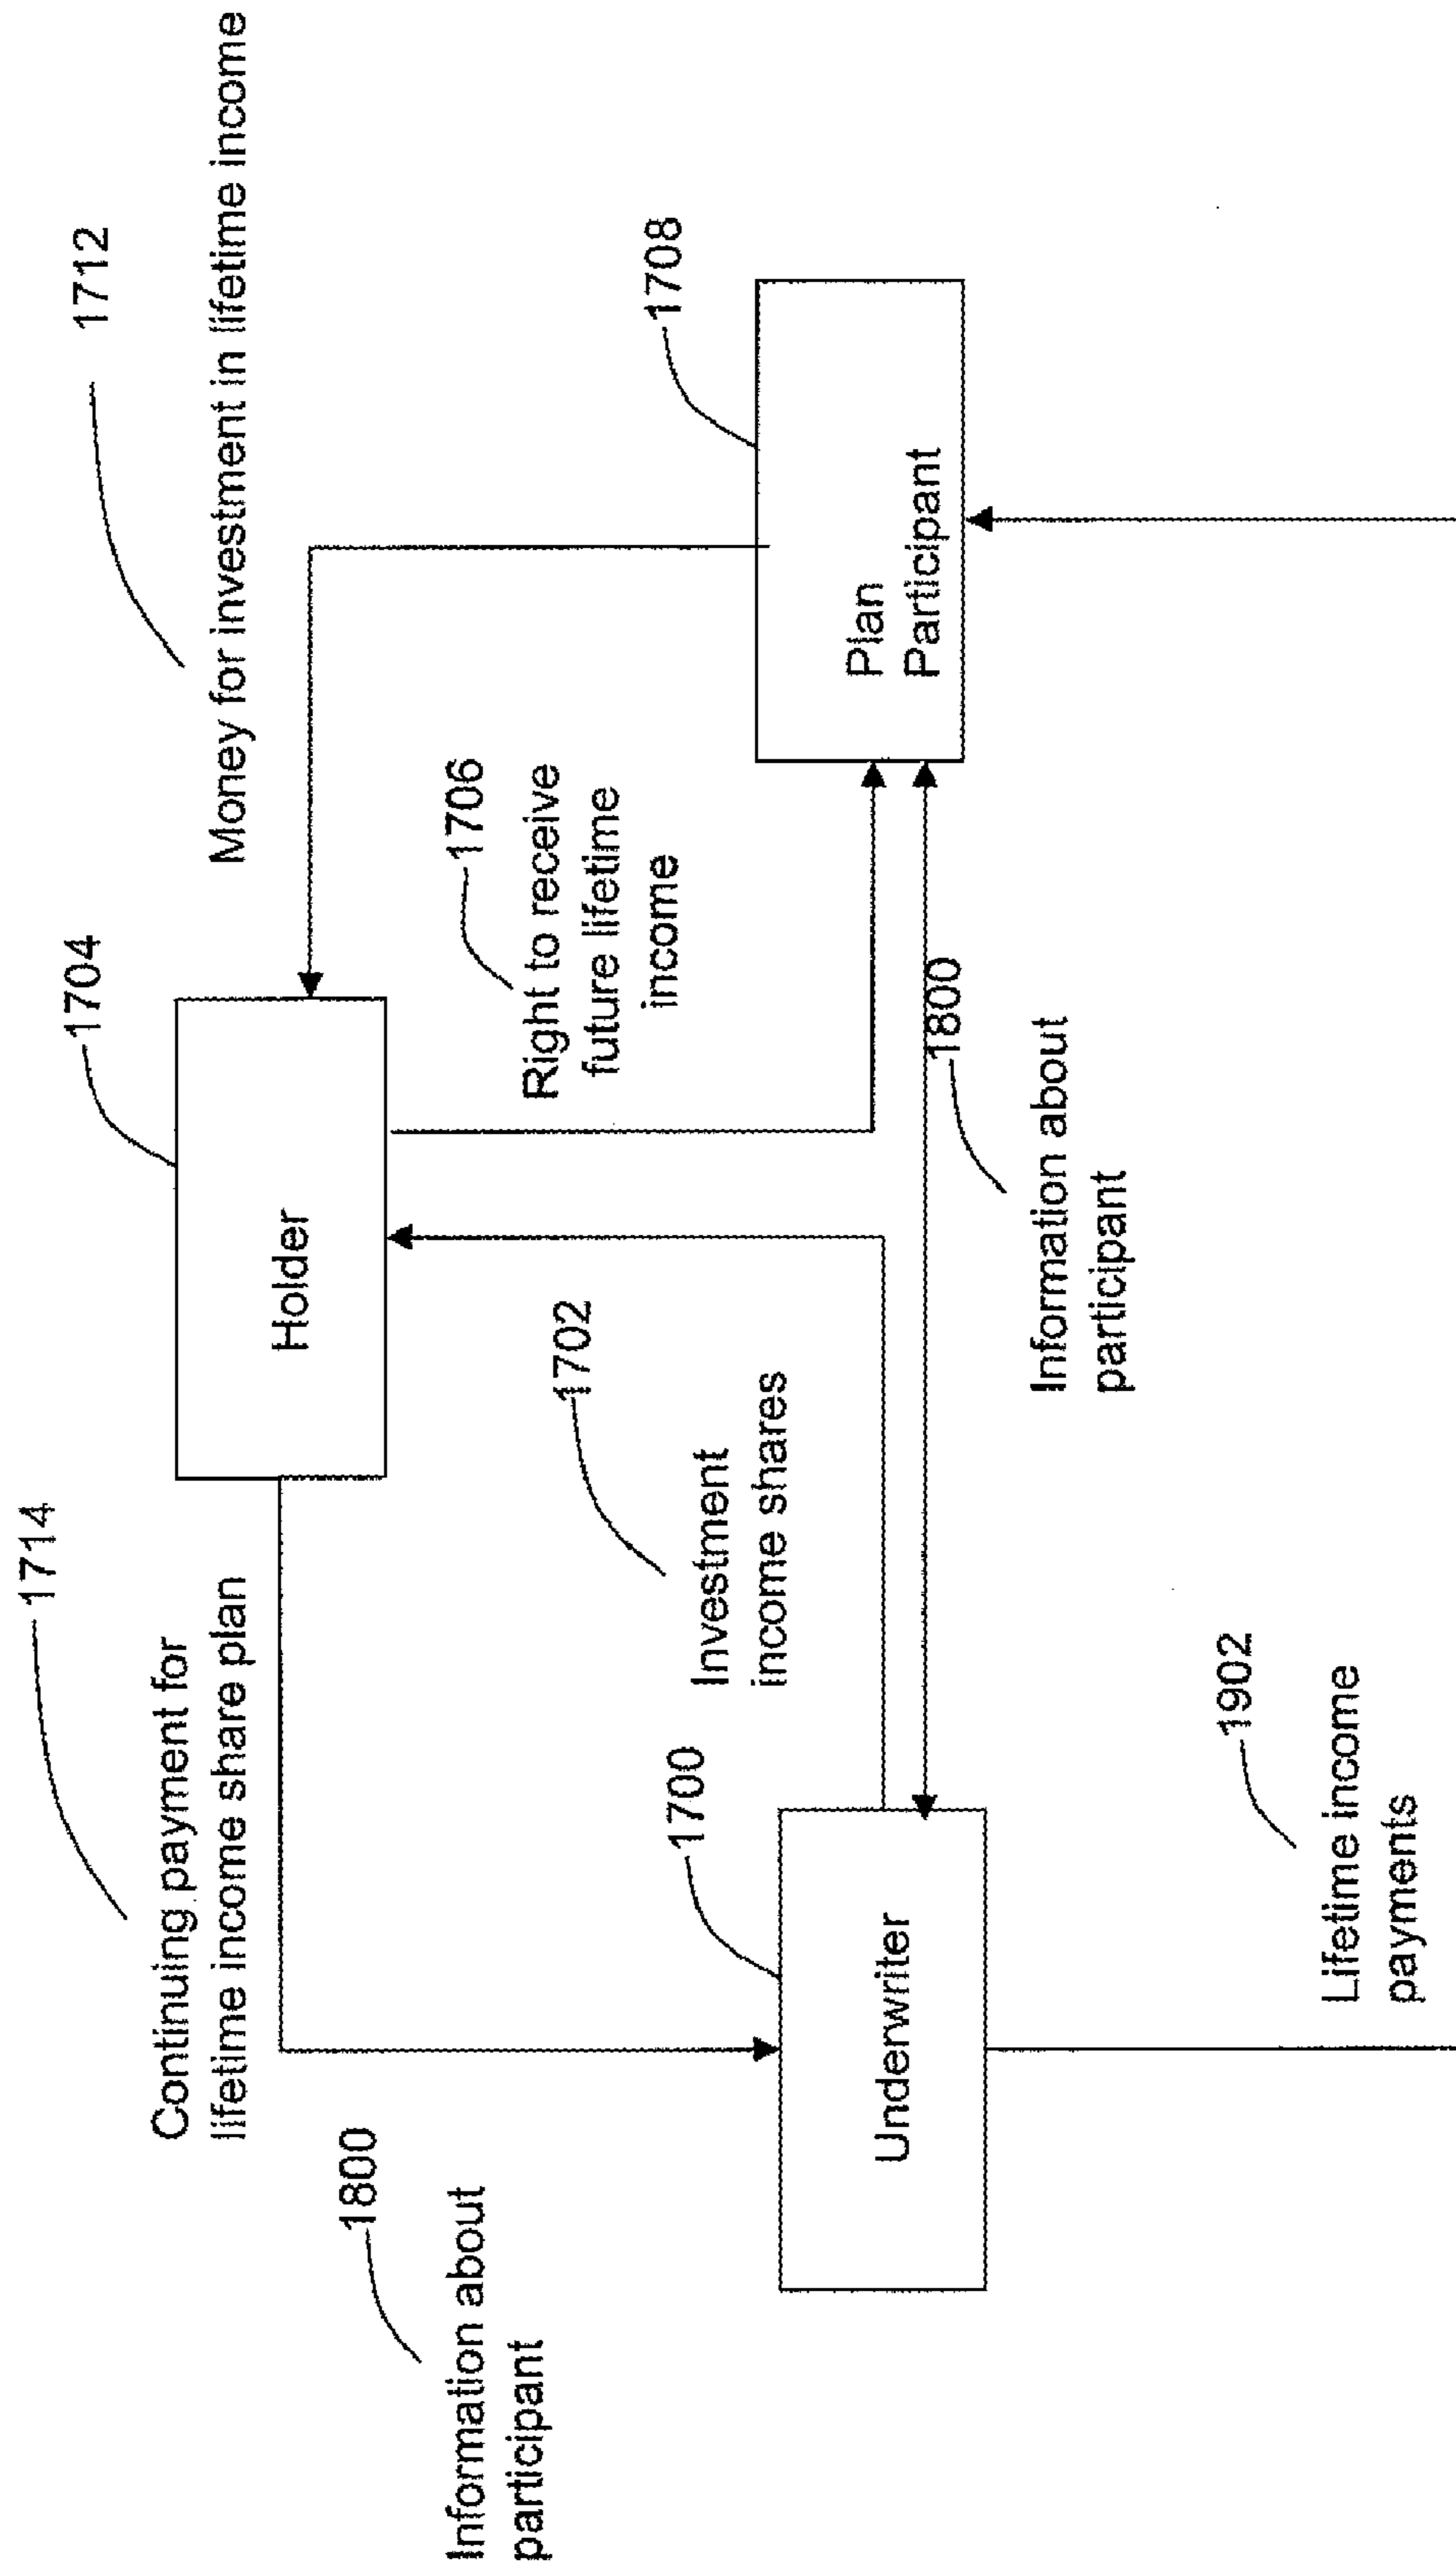 1714
Continuing payment for
lifetime income share plan
1704
Holder
1712
Money for investment in lifetime income
1800
Information about
participant
1702
Investment
income shares
1706
Right to receive
future lifetime
income
1700
Underwriter
1708
Plan
Participant
1800
Information about
participant
1902
Lifetime income
payments